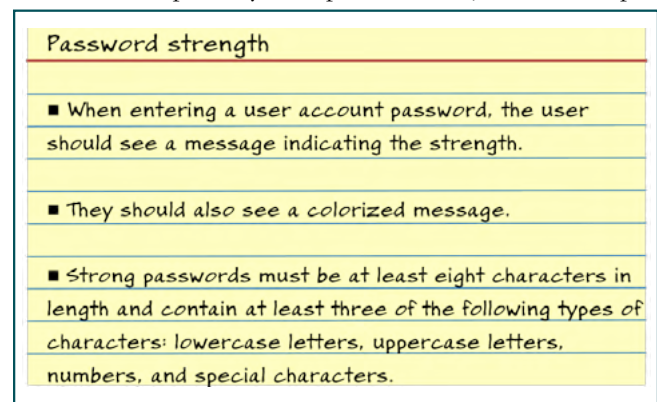 Password strength
■ When entering a user account password, the user
should see a message indicating the strength.
■ They should also see a colorized message.
■ Strong passwords must be at least eight characters in
length and contain at least three of the following types of
characters: lowercase letters, uppercase letters,
numbers, and special characters.